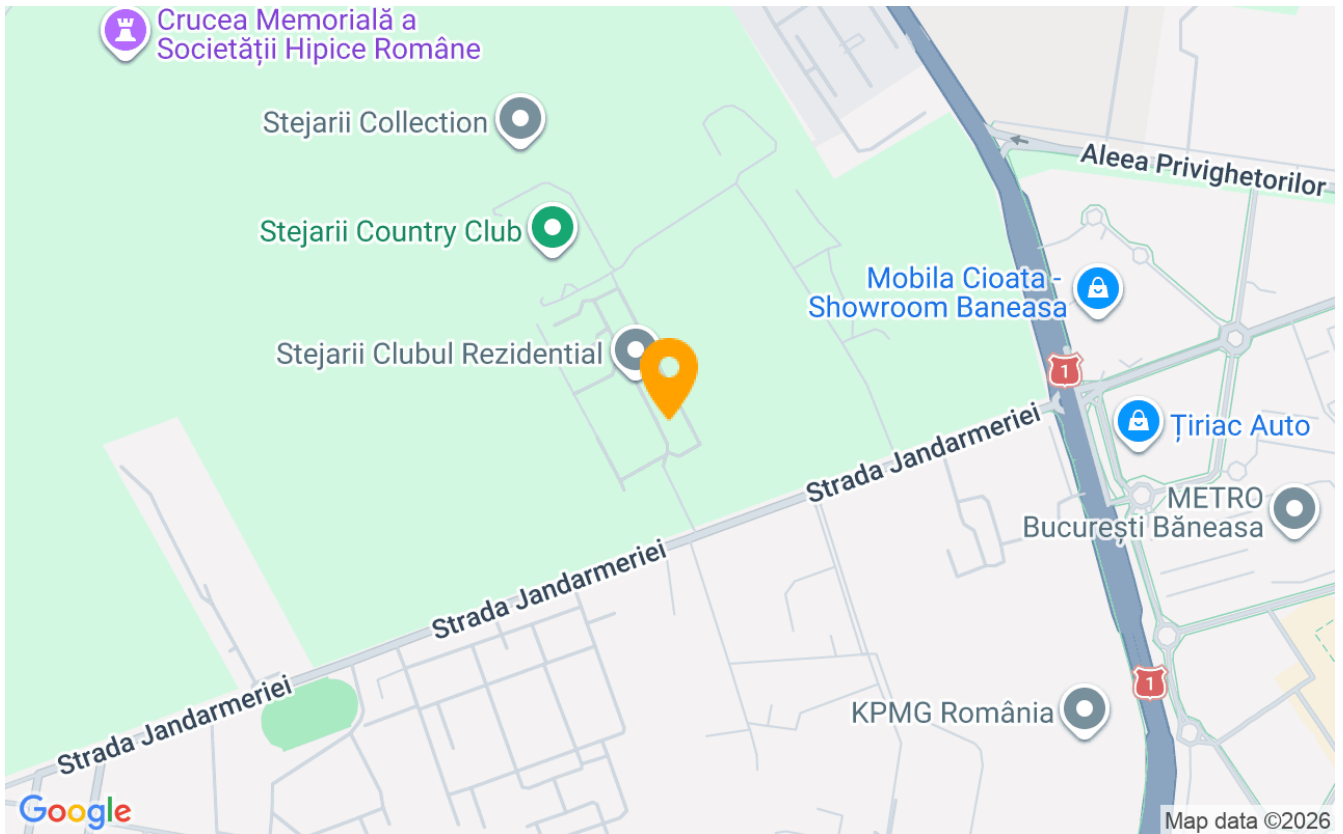 Crucea Memorială a
Societății Hipice Române
Stejarii Collection
Aleea Privighetorilor
Stejarii Country Club
Mobila Cioata -
Showroom Baneasa
Stejarii Clubul Rezidential
1
Țiriac Auto
Strada Jandarmeriei
METRO
București Băneasa
Strada Jandarmeriei
1
KPMG România
Strada Jandarmeriei
Google
Map data ©2026